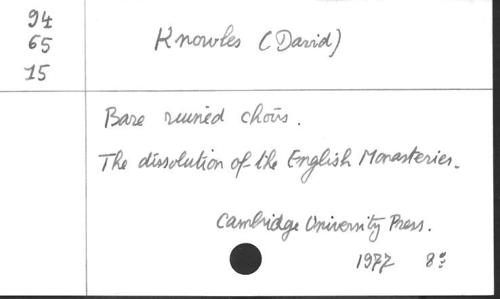 94
65
15
Knowles (David)
Bare ruined choirs.
The dissolution of the English Monasteries.
Cambridge University Press.
1977 8°